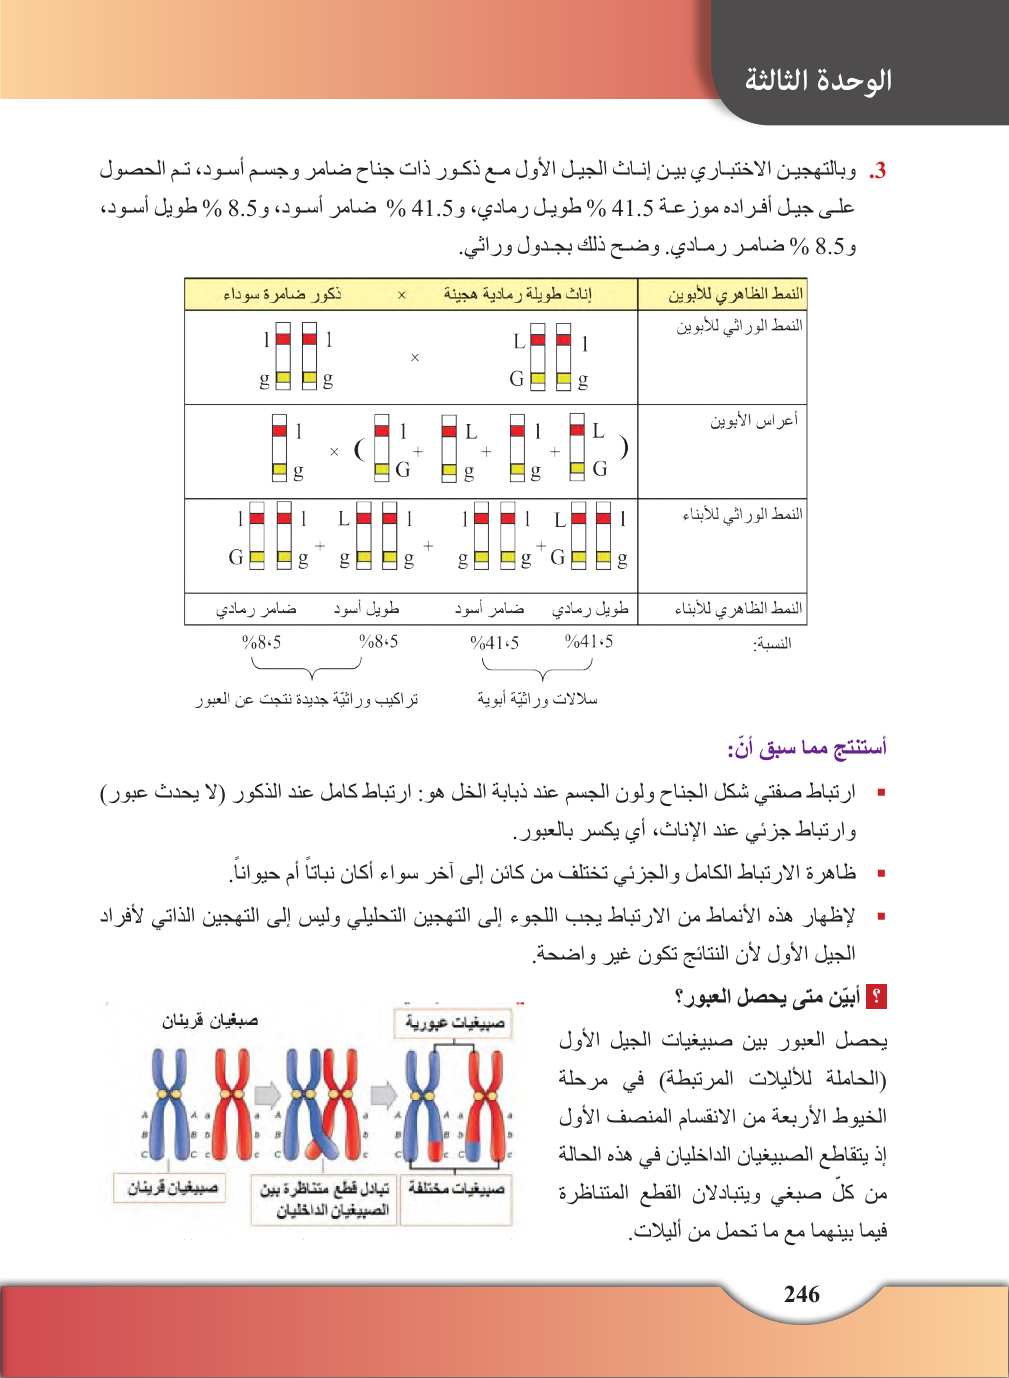 الوحدة الثالثة
3. وبالتهجين الاختباري بين إناث الجيل الأول مع ذكور ذات جناح ضامر وجسم أسود، تم الحصول
على جيل أفراده موزعة 41.5 % طويل رمادي، و41.5 % ضامر أسود، و8.5 % طويل أسود،
و8.5 % ضامر رمادي. وضح ذلك بجدول وراثي.
النمط الظاهري للأبوين إناث طويلة رمادية هجينة × ذكور ضامرة سوداء
النمط الوراثي للأبوين
L l l l
×
G g g g
أعراس الأبوين
( L + l + L + l ) × l
G g g G g
النمط الوراثي للأبناء
L l l l L l l l
+ + +
G g g g g g G g
النمط الظاهري للأبناء طويل رمادي ضامر أسود طويل أسود ضامر رمادي
النسبة: 41،5% 41،5% 8،5% 8،5%
سلالات وراثيّة أبوية تراكيب وراثيّة جديدة نتجت عن العبور
أستنتج مما سبق أنّ:
▪ ارتباط صفتي شكل الجناح ولون الجسم عند ذبابة الخل هو: ارتباط كامل عند الذكور (لا يحدث عبور)
وارتباط جزئي عند الإناث، أي يكسر بالعبور.
▪ ظاهرة الارتباط الكامل والجزئي تختلف من كائن إلى آخر سواء أكان نباتاً أم حيواناً.
▪ لإظهار هذه الأنماط من الارتباط يجب اللجوء إلى التهجين التحليلي وليس إلى التهجين الذاتي لأفراد
الجيل الأول لأن النتائج تكون غير واضحة.
؟ أبيّن متى يحصل العبور؟
يحصل العبور بين صبيغيات الجيل الأول
(الحاملة للأليلات المرتبطة) في مرحلة
الخيوط الأربعة من الانقسام المنصف الأول
إذ يتقاطع الصبيغيان الداخليان في هذه الحالة
من كلّ صبغي ويتبادلان القطع المتناظرة
فيما بينهما مع ما تحمل من أليلات.
صبغيان قرينان
صبيغيات عبورية
A A a a A a A a
B B b b B b B b
C C c c C c C c
صبيغيان قرينان
تبادل قطع متناظرة بين
الصبيغيان الداخليان
صبيغيات مختلفة
246